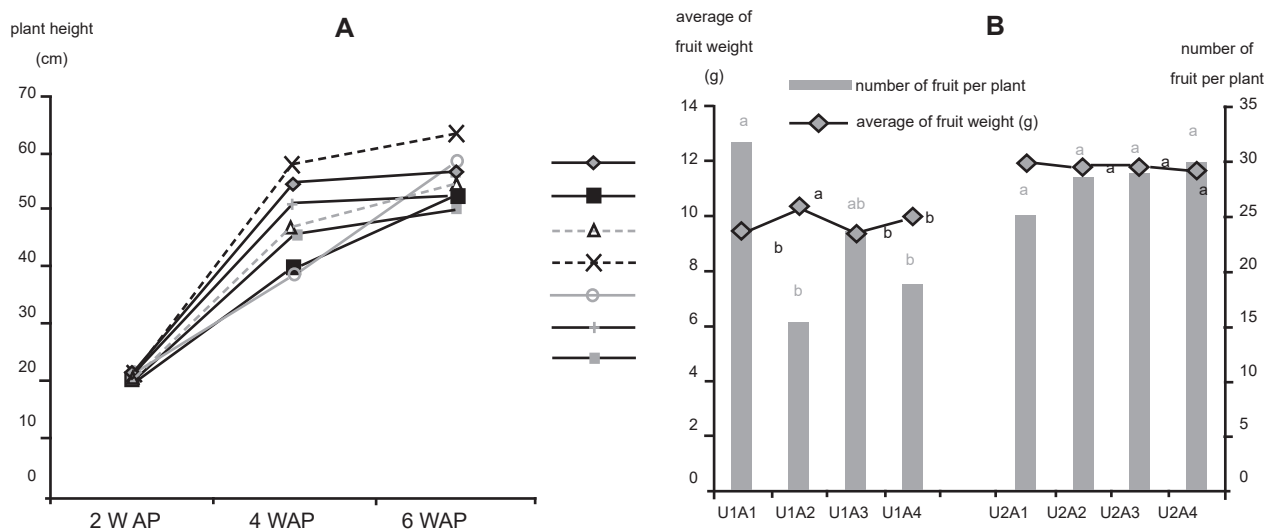 A
plant height
(cm)
70
60
50
40
30
20
10
0
2 W AP
4 WAP
6 WAP
B
average of
fruit weight
(g)
number of
fruit per plant
number of fruit per plant
average of fruit weight (g)
14
12
10
8
6
4
2
0
35
30
25
20
15
10
5
0
a
b
ab
b
a
a
a
a
b
a
b
b
a
a
a
U1A1
U1A2
U1A3
U1A4
U2A1
U2A2
U2A3
U2A4